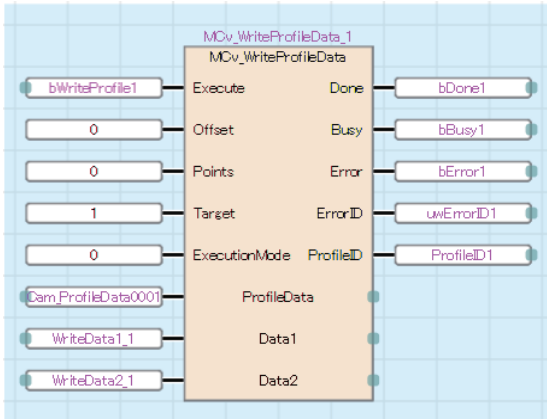 MCv_WriteProfileData_1
MCv_WriteProfileData
bWriteProfile1 Execute Done bDone1
0 Offset Busy bBusy1
0 Points Error bError1
1 Target ErrorID uwErrorID1
0 ExecutionMode ProfileID ProfileID1
Cam_ProfileData0001 ProfileData
WriteData1_1 Data1
WriteData2_1 Data2